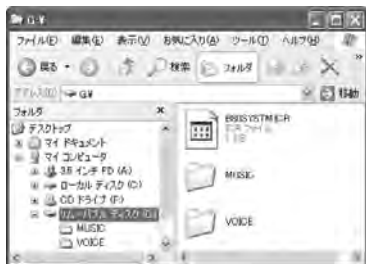 G:¥
ファイル(F) 編集(E) 表示(V) お気に入り(A) ツール(T) ヘルプ(H)
戻る 検索 フォルダ
アドレス(D) G:¥ 移動
フォルダ ×
デスクトップ
マイ ドキュメント
マイ コンピュータ
3.5 インチ FD (A:)
ローカル ディスク (C:)
CD ドライブ (F:)
リムーバブル ディスク (G:)
MUSIC
VOICE
1 KB
MUSIC
VOICE